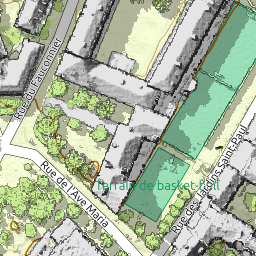 Rue du Fauconnier
Rue de l'Ave Maria
Terrain de basket-ball
Rue des Jardins Saint-Paul